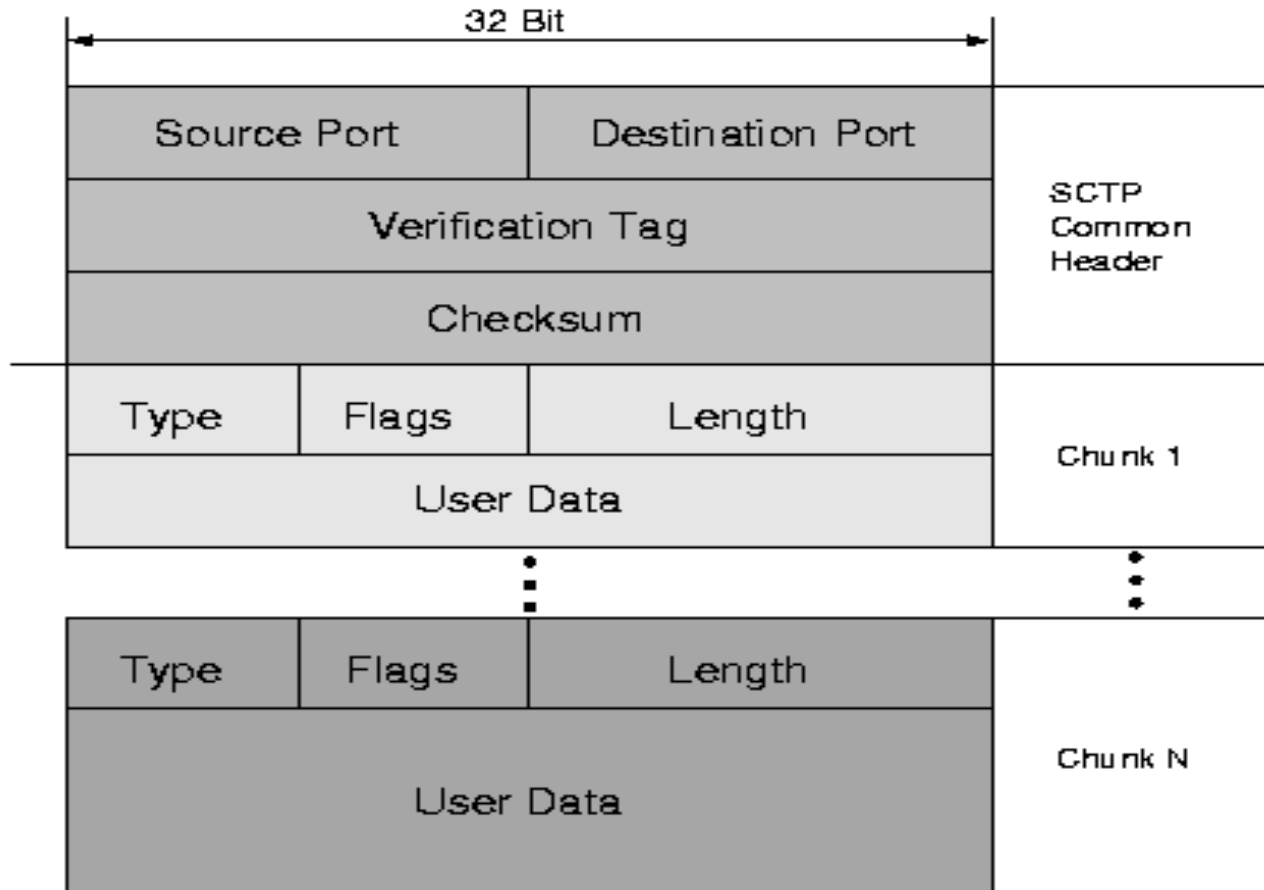 32 Bit
Source Port
Destination Port
Verification Tag
Checksum
SCTP
Common
Header
Type
Flags
Length
User Data
Chunk 1
Type
Flags
Length
User Data
Chunk N